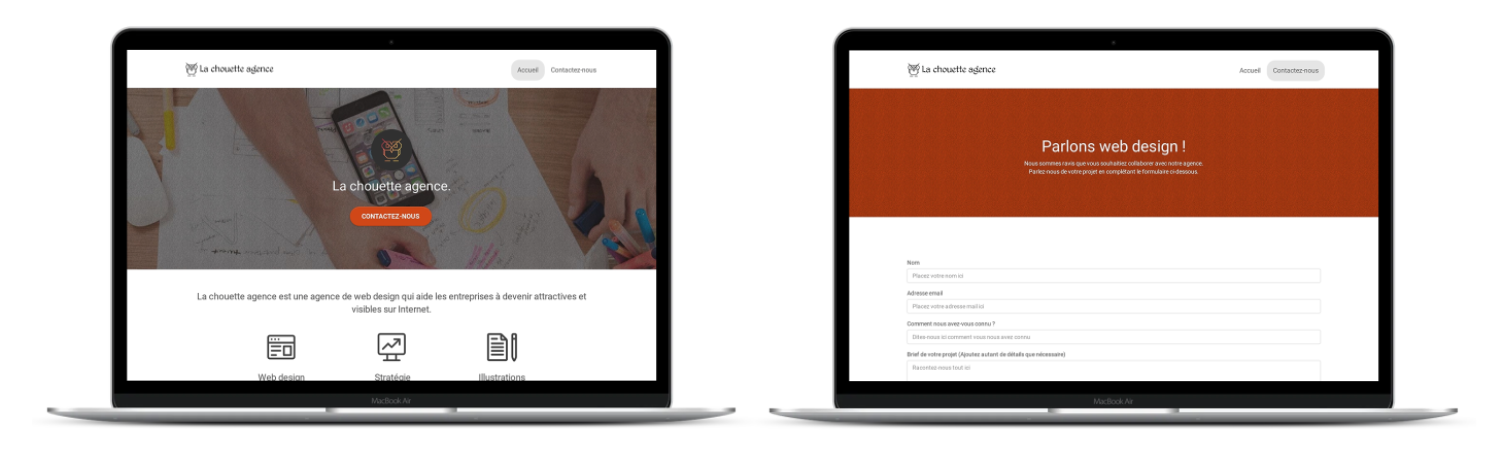 La chouette agence
Accueil
Contactez-nous
La chouette agence.
CONTACTEZ-NOUS
La chouette agence est une agence de web design qui aide les entreprises à devenir attractives et
visibles sur Internet.
Web design
Stratégie
Illustrations
MacBook Air
La chouette agence
Accueil
Contactez-nous
Parlons web design !
Nous sommes ravis que vous souhaitiez collaborer avec notre agence.
Parlez-nous de votre projet en complétant le formulaire ci-dessous.
Nom
Placez votre nom ici
Adresse email
Placez votre adresse mail ici
Comment nous avez-vous connu ?
Dites-nous ici comment vous nous avez connu
Brief de votre projet (Ajoutez autant de détails que nécessaire)
Racontez-nous tout ici
MacBook Air